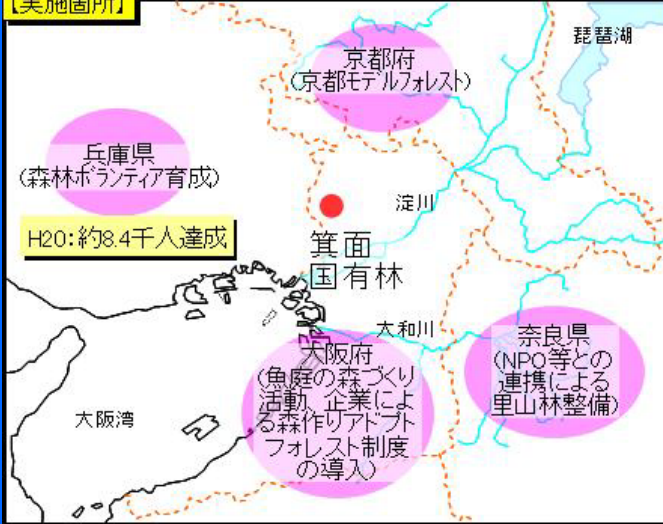 【実施箇所】
琵琶湖
京都府
(京都モデルフォレスト)
兵庫県
(森林ボランティア育成)
淀川
H20:約8.4千人達成
箕面
国有林
大和川
大阪府
(魚庭の森づくり
活動、企業によ
る森作りアドプト
フォレスト制度
の導入)
奈良県
(NPO等との
連携による
里山林整備)
大阪湾